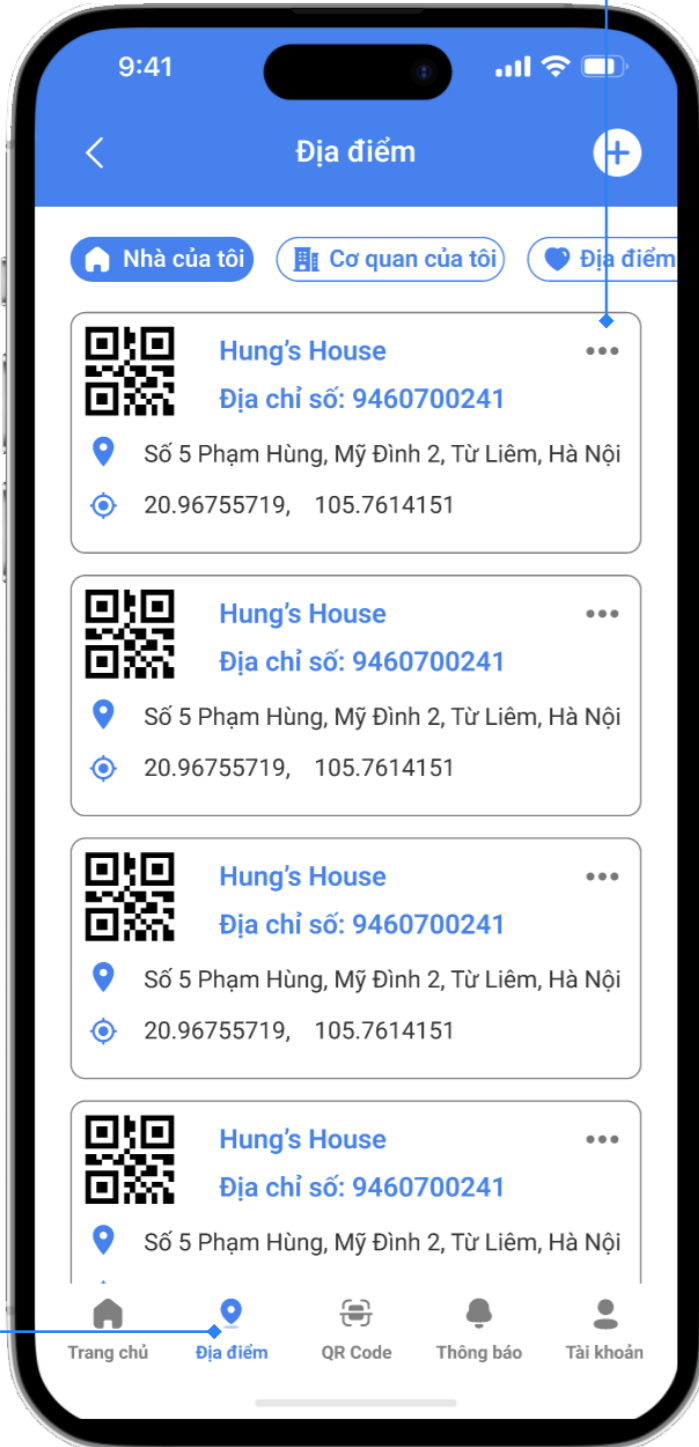 9:41
Địa điểm
Nhà của tôi
Cơ quan của tôi
Địa điểm
Hung’s House
Địa chỉ số: 9460700241
Số 5 Phạm Hùng, Mỹ Đình 2, Từ Liêm, Hà Nội
20.96755719, 105.7614151
Hung’s House
Địa chỉ số: 9460700241
Số 5 Phạm Hùng, Mỹ Đình 2, Từ Liêm, Hà Nội
20.96755719, 105.7614151
Hung’s House
Địa chỉ số: 9460700241
Số 5 Phạm Hùng, Mỹ Đình 2, Từ Liêm, Hà Nội
20.96755719, 105.7614151
Hung’s House
Địa chỉ số: 9460700241
Số 5 Phạm Hùng, Mỹ Đình 2, Từ Liêm, Hà Nội
Trang chủ
Địa điểm
QR Code
Thông báo
Tài khoản